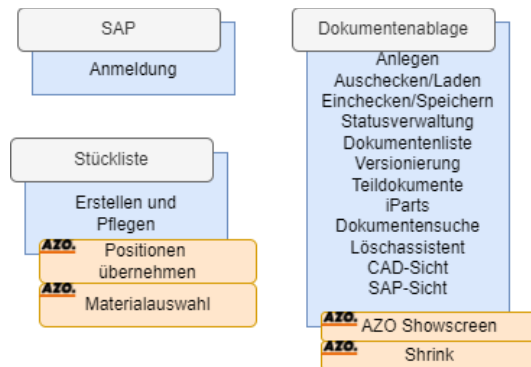 SAP
Anmeldung
Stückliste
Erstellen und
Pflegen
AZO.
Positionen
übernehmen
AZO.
Materialauswahl
Dokumentenablage
Anlegen
Auschecken/Laden
Einchecken/Speichern
Statusverwaltung
Dokumentenliste
Versionierung
Teildokumente
iParts
Dokumentensuche
Löschassistent
CAD-Sicht
SAP-Sicht
AZO.
AZO Showscreen
AZO.
Shrink